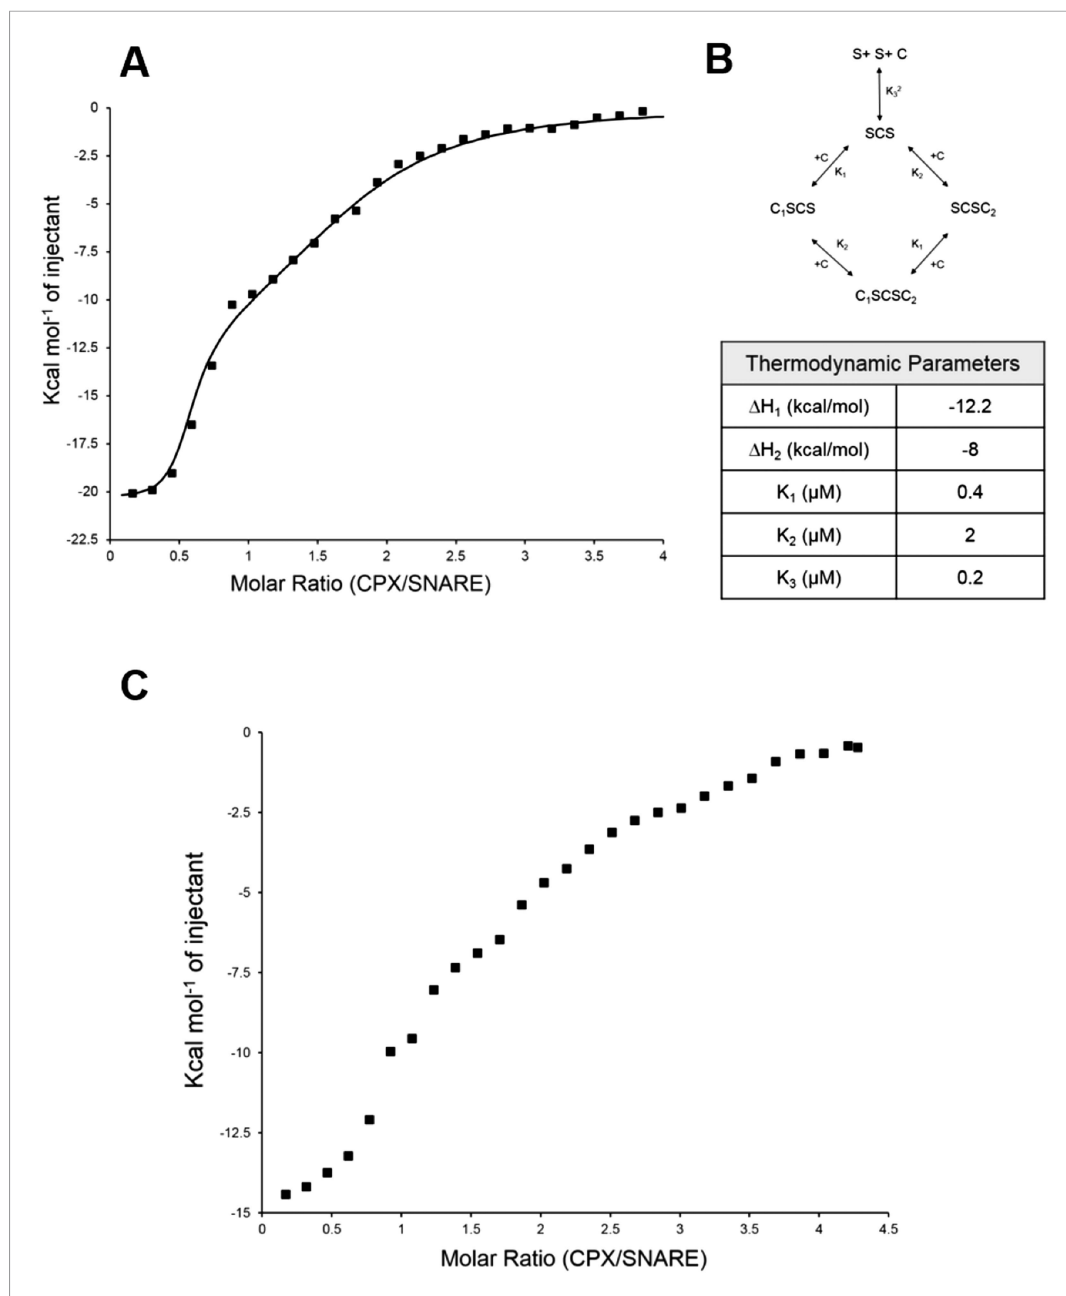 A
0
-2.5
-5
-7.5
-10
-12.5
-15
-17.5
-20
-22.5
Kcal mol⁻¹ of injectant
0 0.5 1 1.5 2 2.5 3 3.5 4
Molar Ratio (CPX/SNARE)
B
S+ S+ C
K₃²
SCS
+C +C
K₁ K₂
C₁SCS SCSC₂
K₂ K₁
+C +C
C₁SCSC₂
Thermodynamic Parameters
ΔH₁ (kcal/mol) -12.2
ΔH₂ (kcal/mol) -8
K₁ (µM) 0.4
K₂ (µM) 2
K₃ (µM) 0.2
C
0
-2.5
-5
-7.5
-10
-12.5
-15
Kcal mol⁻¹ of injectant
0 0.5 1 1.5 2 2.5 3 3.5 4 4.5
Molar Ratio (CPX/SNARE)